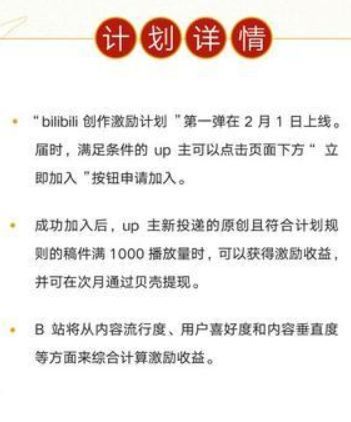 计划详情
“bilibili 创作激励计划 ”第一弹在 2 月 1 日上线。
届时，满足条件的 up 主可以点击页面下方“ 立
即加入 ”按钮申请加入。
成功加入后，up 主新投递的原创且符合计划规
则的稿件满 1000 播放量时，可以获得激励收益，
并可在次月通过贝壳提现。
B 站将从内容流行度、用户喜好度和内容垂直度
等方面来综合计算激励收益。